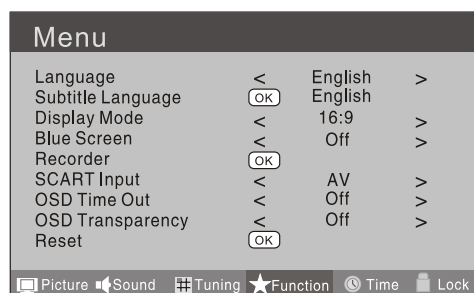 Menu
Language < English >
Subtitle Language OK English
Display Mode < 16:9 >
Blue Screen < Off >
Recorder OK
SCART Input < AV >
OSD Time Out < Off >
OSD Transparency < Off >
Reset OK
Picture Sound Tuning Function Time Lock